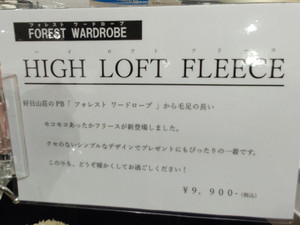 フォレスト ワードローブ
FOREST WARDROBE
ハイ ロフト フリース
HIGH LOFT FLEECE
好日山荘のPB「 フォレスト ワードローブ 」から毛足の長い
モコモコあったかフリースが新登場しました。
クセのないシンプルなデザインでプレゼントにもぴったりの一着です。
この冬も、どうぞ暖かくしてお過ごしください!
¥9,900-(税込)